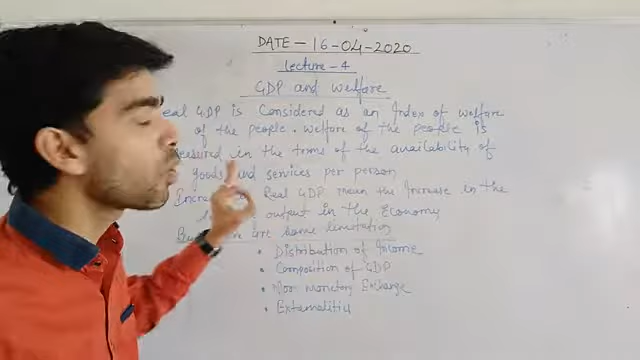 DATE - 16-04-2020
Lecture - 4
GDP and welfare
eal GDP is Considered as an Index of welfare
of the people. welfare of the people is
easured in the trms of the availability of
goods and services per person
Incre Real GDP mean the Increase in the
output in the Economy
are Some limitation
• Distribution of Income
• Composition of GDP
• Non Monetary Exchange
• Externalities